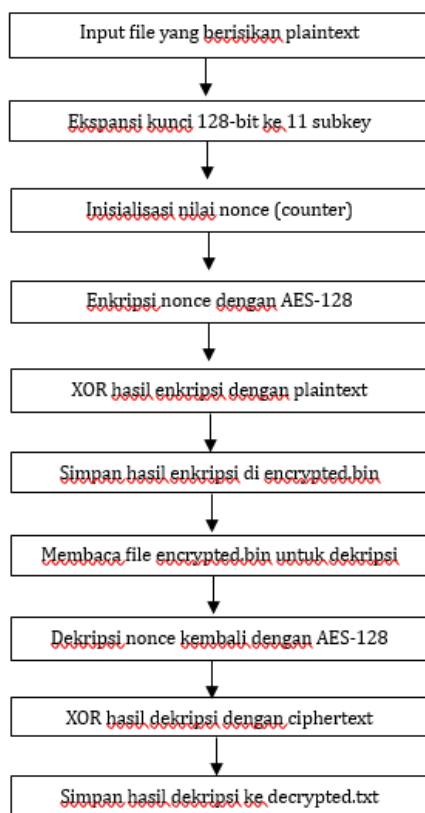 Input file yang berisikan plaintext
Ekspansi kunci 128-bit ke 11 subkey
Inisialisasi nilai nonce (counter)
Enkripsi nonce dengan AES-128
XOR hasil enkripsi dengan plaintext
Simpan hasil enkripsi di encrypted.bin
Membaca file encrypted.bin untuk dekripsi
Dekripsi nonce kembali dengan AES-128
XOR hasil dekripsi dengan ciphertext
Simpan hasil dekripsi ke decrypted.txt